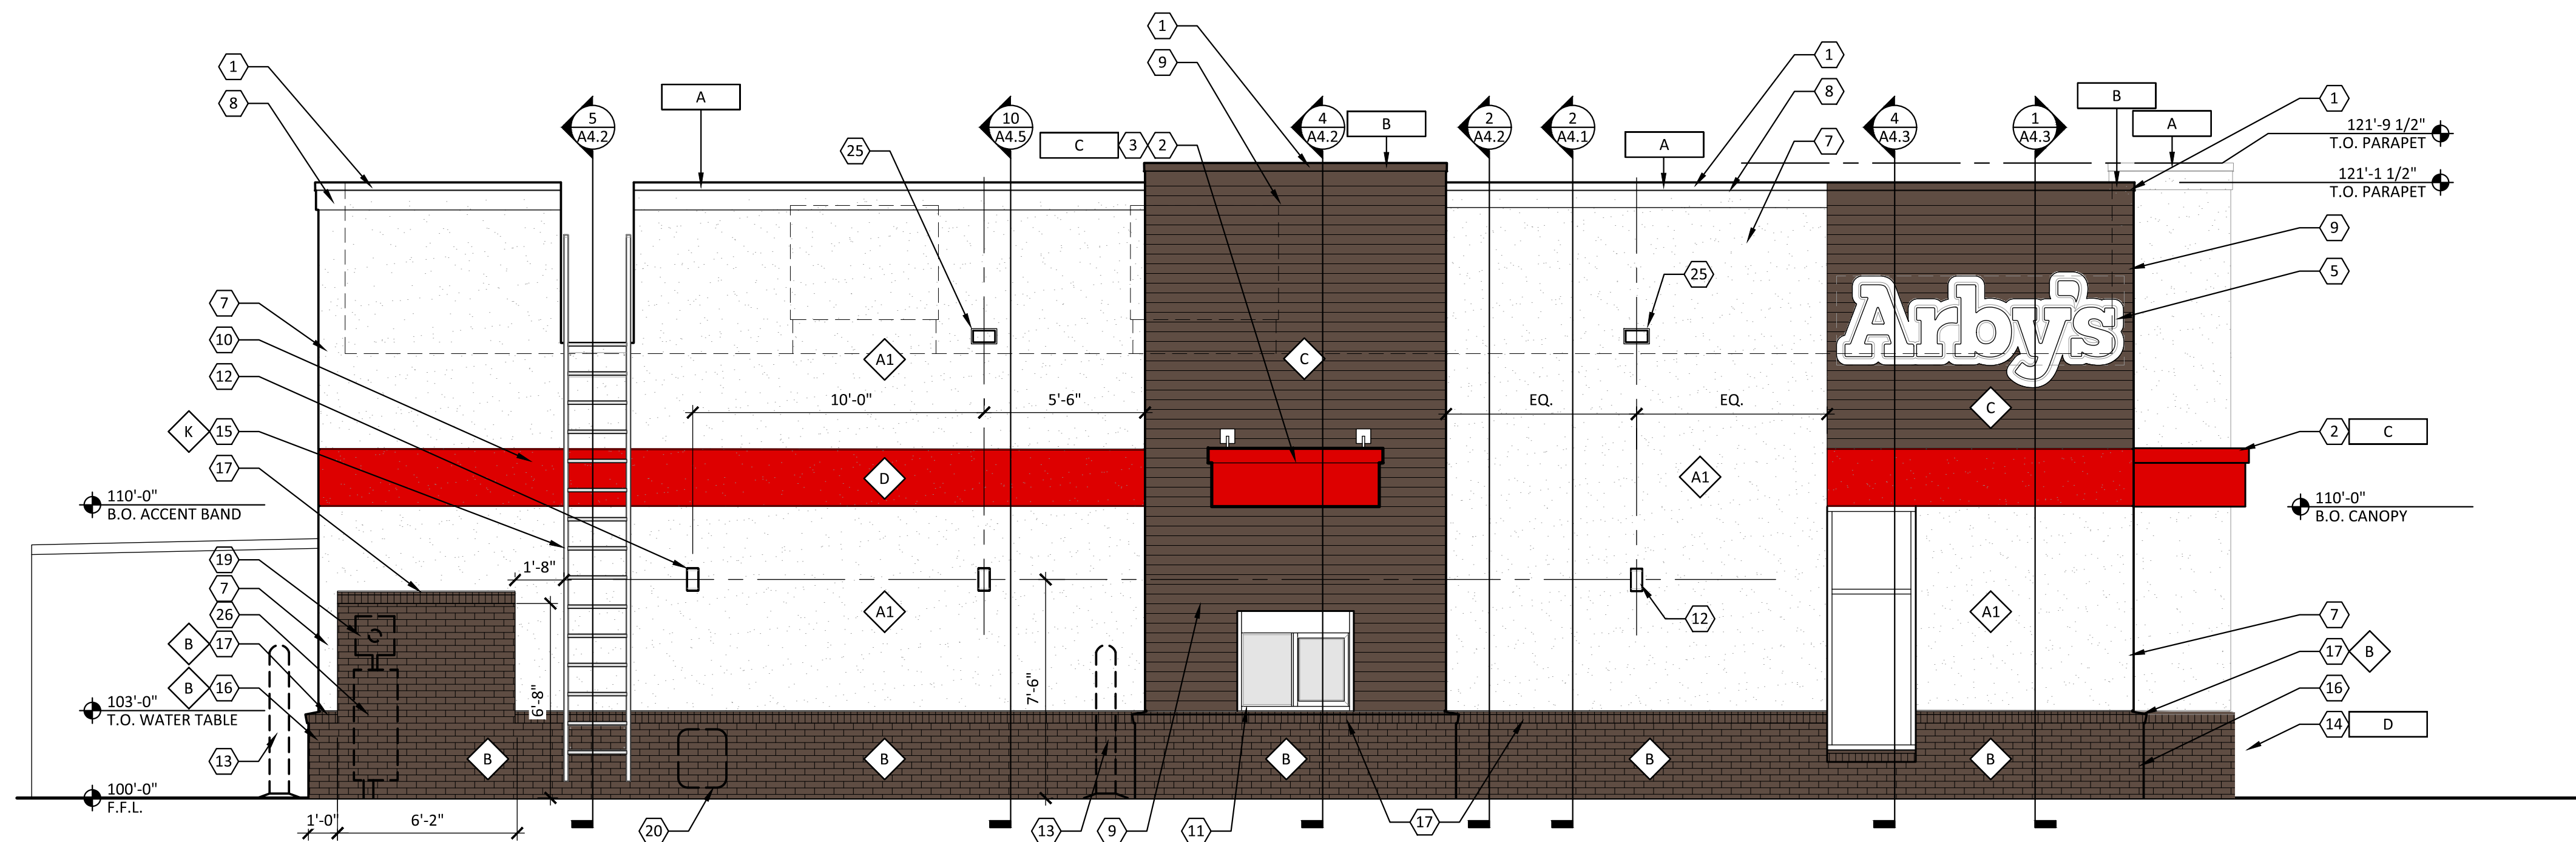 1
9
1
8
1
8
A
5
A4.2
10
A4.5
25
C
3
2
4
A4.2
B
2
A4.2
2
A4.1
A
7
4
A4.3
1
A4.3
B
A
1
121'-9 1/2"
T.O. PARAPET
121'-1 1/2"
T.O. PARAPET
9
5
25
Arby's
7
10
12
K
15
17
A1
C
C
10'-0"
5'-6"
EQ.
EQ.
2
C
D
A1
110'-0"
B.O. ACCENT BAND
110'-0"
B.O. CANOPY
19
7
26
B
17
B
16
1'-8"
A1
12
A1
7
17
B
16
14
D
6'-8"
7'-6"
103'-0"
T.O. WATER TABLE
13
B
B
B
B
B
100'-0"
F.F.L.
1'-0"
6'-2"
20
13
9
11
17